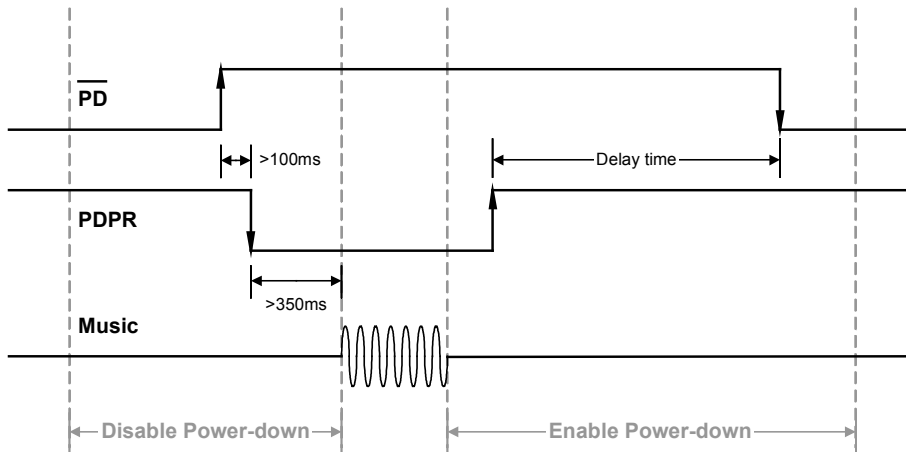 PD
>100ms
Delay time
PDPR
>350ms
Music
Disable Power-down
Enable Power-down